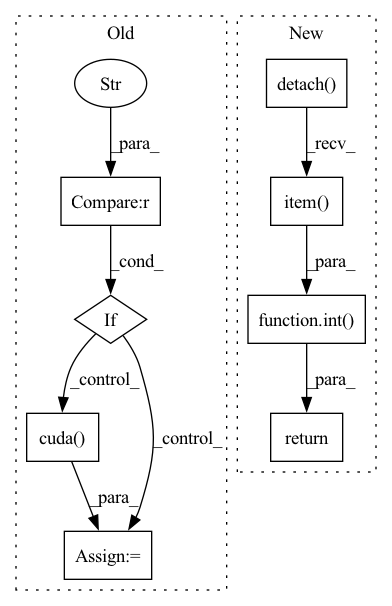 Old
New
Str
detach()
_para_
_recv_
Compare:r
item()
_cond_
_para_
If
function.int()
_control_
_control_
_para_
cuda()
return
_para_
Assign:=